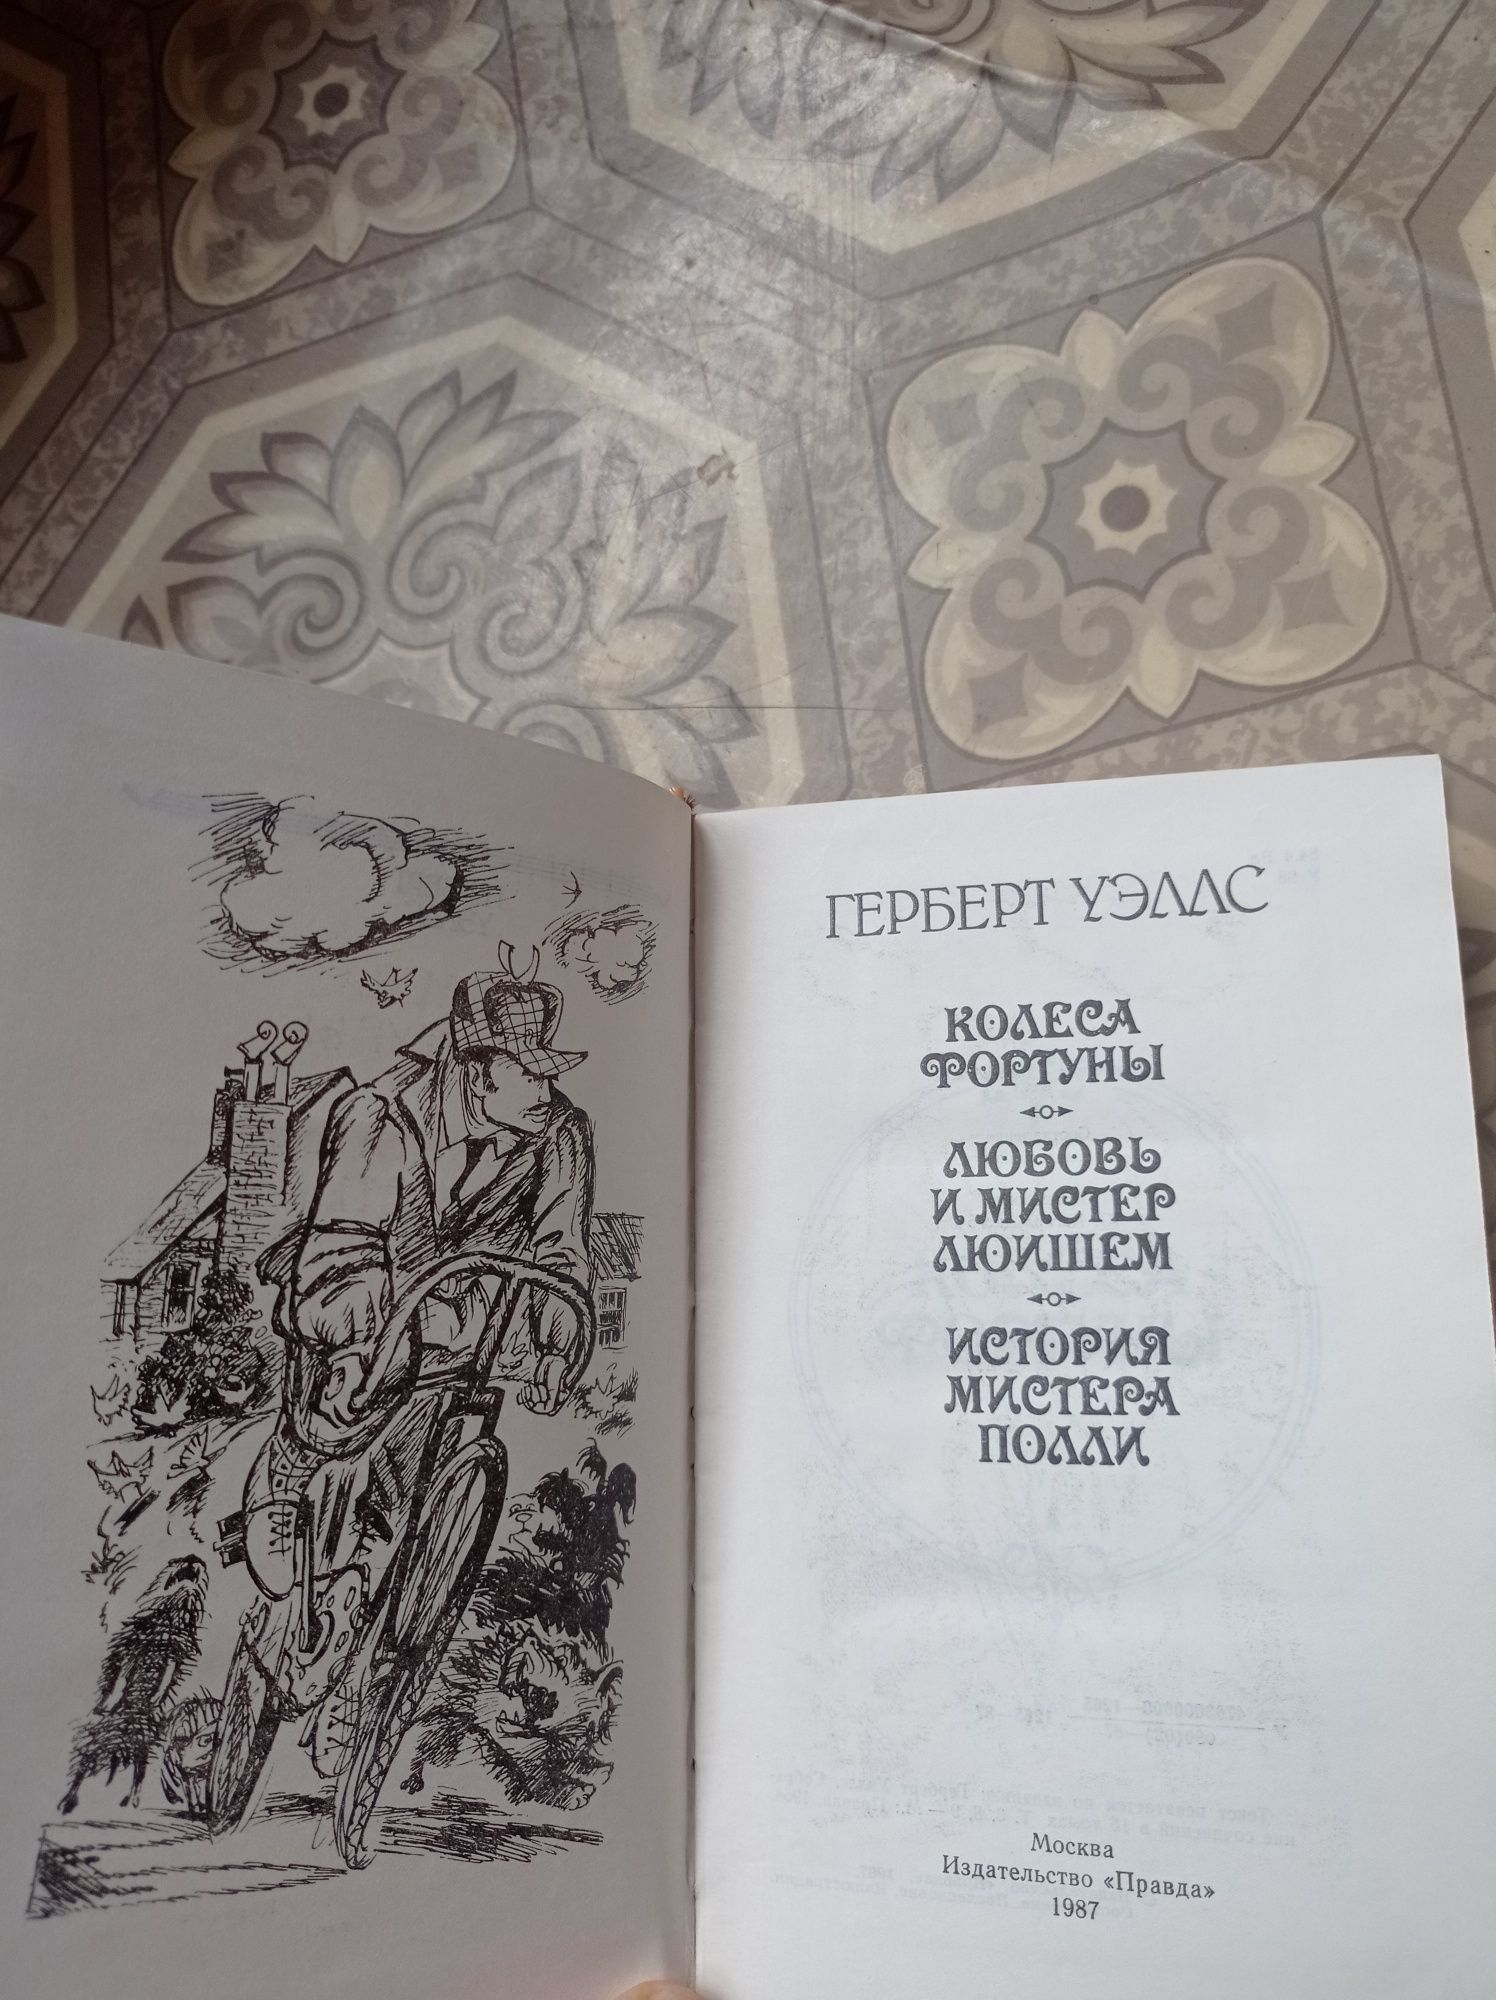 ГЕРБЕРТ УЭЛЛС
КОЛЕСА
ФОРТУНЫ
ЛЮБОВЬ
И МИСТЕР
ЛЮИШЕМ
ИСТОРИЯ
МИСТЕРА
ПОЛЛИ
Москва
Издательство «Правда»
1987